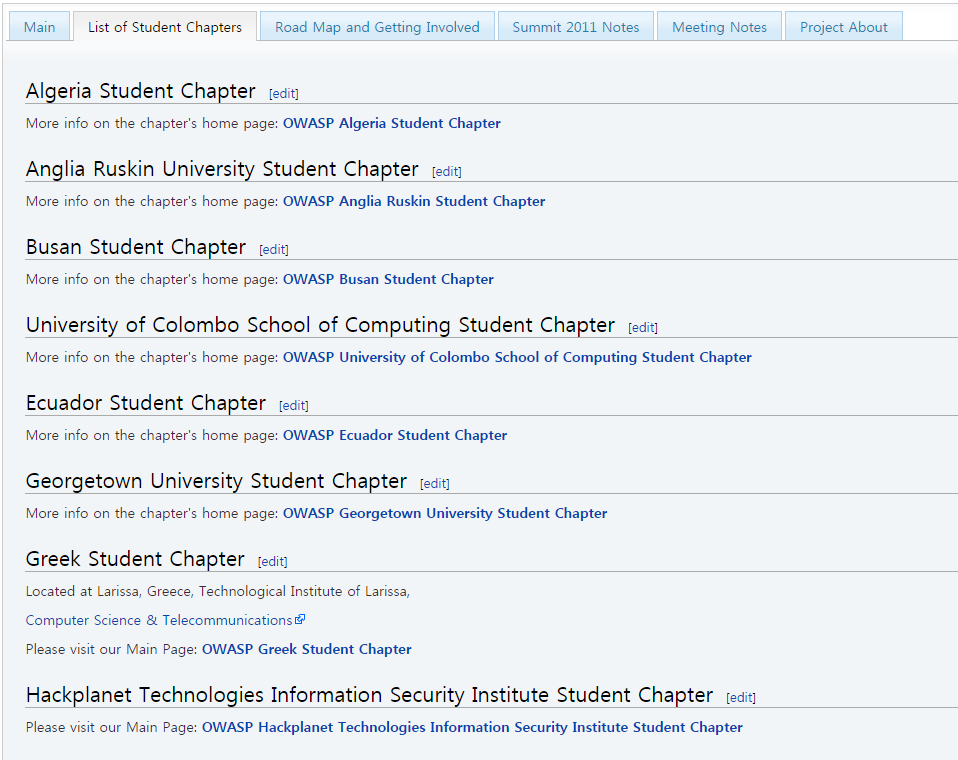 Main
List of Student Chapters
Road Map and Getting Involved
Summit 2011 Notes
Meeting Notes
Project About
Algeria Student Chapter [edit]
More info on the chapter's home page: OWASP Algeria Student Chapter
Anglia Ruskin University Student Chapter [edit]
More info on the chapter's home page: OWASP Anglia Ruskin Student Chapter
Busan Student Chapter [edit]
More info on the chapter's home page: OWASP Busan Student Chapter
University of Colombo School of Computing Student Chapter [edit]
More info on the chapter's home page: OWASP University of Colombo School of Computing Student Chapter
Ecuador Student Chapter [edit]
More info on the chapter's home page: OWASP Ecuador Student Chapter
Georgetown University Student Chapter [edit]
More info on the chapter's home page: OWASP Georgetown University Student Chapter
Greek Student Chapter [edit]
Located at Larissa, Greece, Technological Institute of Larissa,
Computer Science & Telecommunications
Please visit our Main Page: OWASP Greek Student Chapter
Hackplanet Technologies Information Security Institute Student Chapter [edit]
Please visit our Main Page: OWASP Hackplanet Technologies Information Security Institute Student Chapter